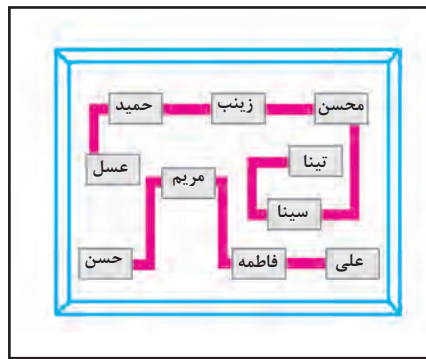 محسن
زینب
حمید
تینا
عسل
مریم
سینا
علی
فاطمه
حسن